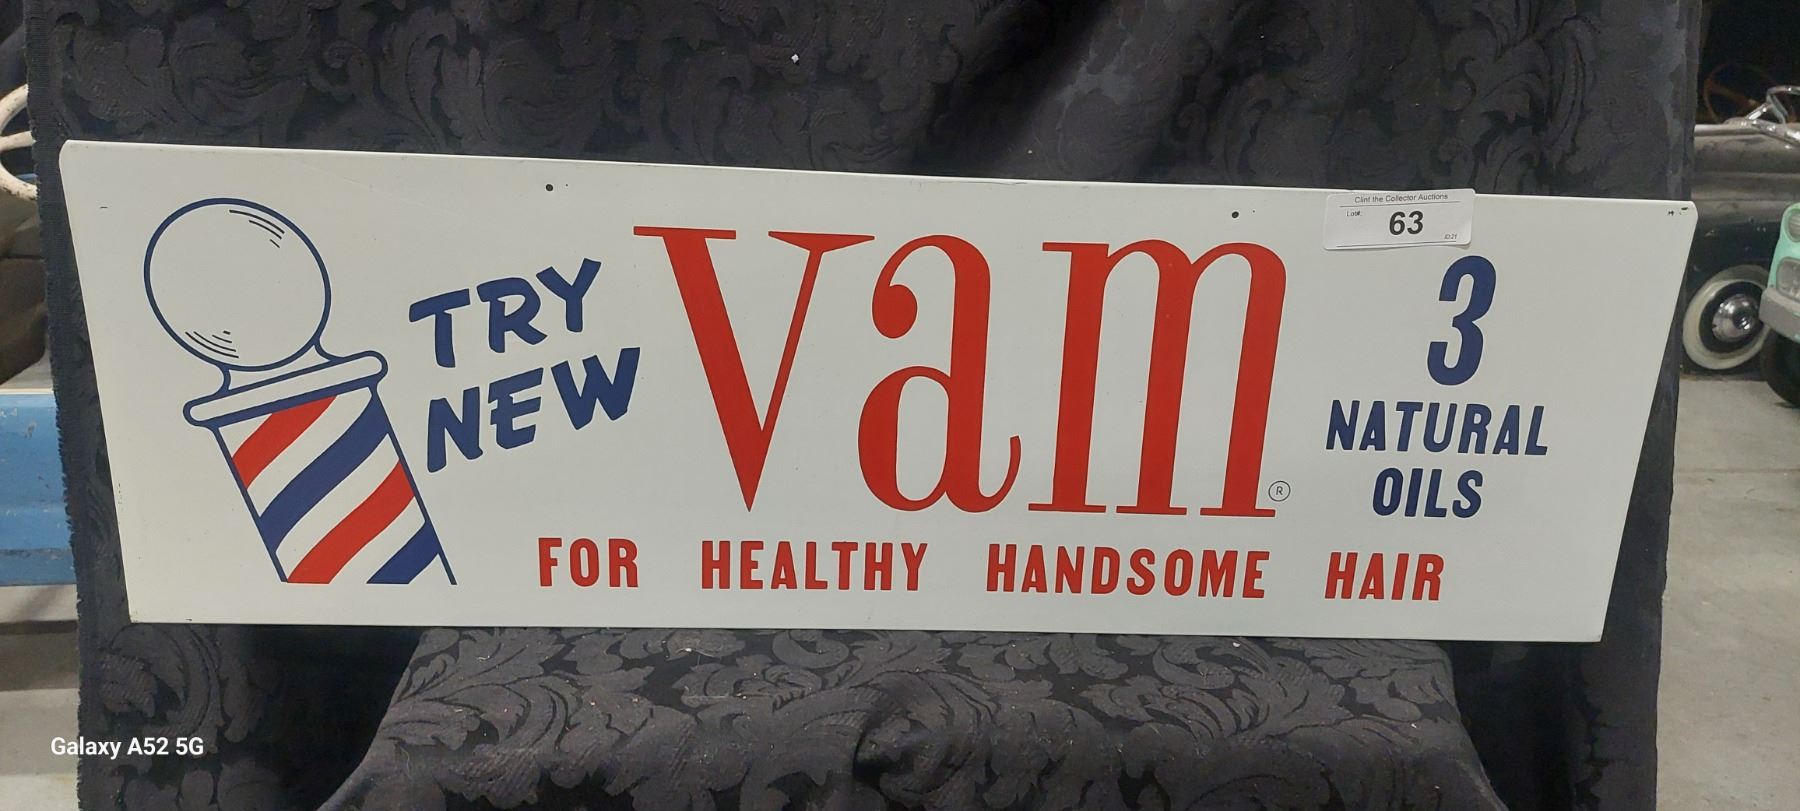 Clint the Collector Auctions
Lot#:
63
TRY
NEW
vam
®
3
NATURAL
OILS
FOR HEALTHY HANDSOME HAIR
Galaxy A52 5G